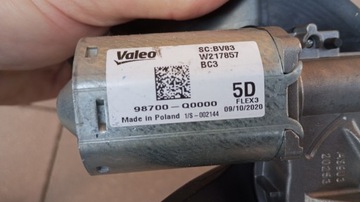 Valeo
SC:BV83
W217857
BC3
5D
FLEX3
98700-Q0000
09/10/2020
Made in Poland 1/S-002144